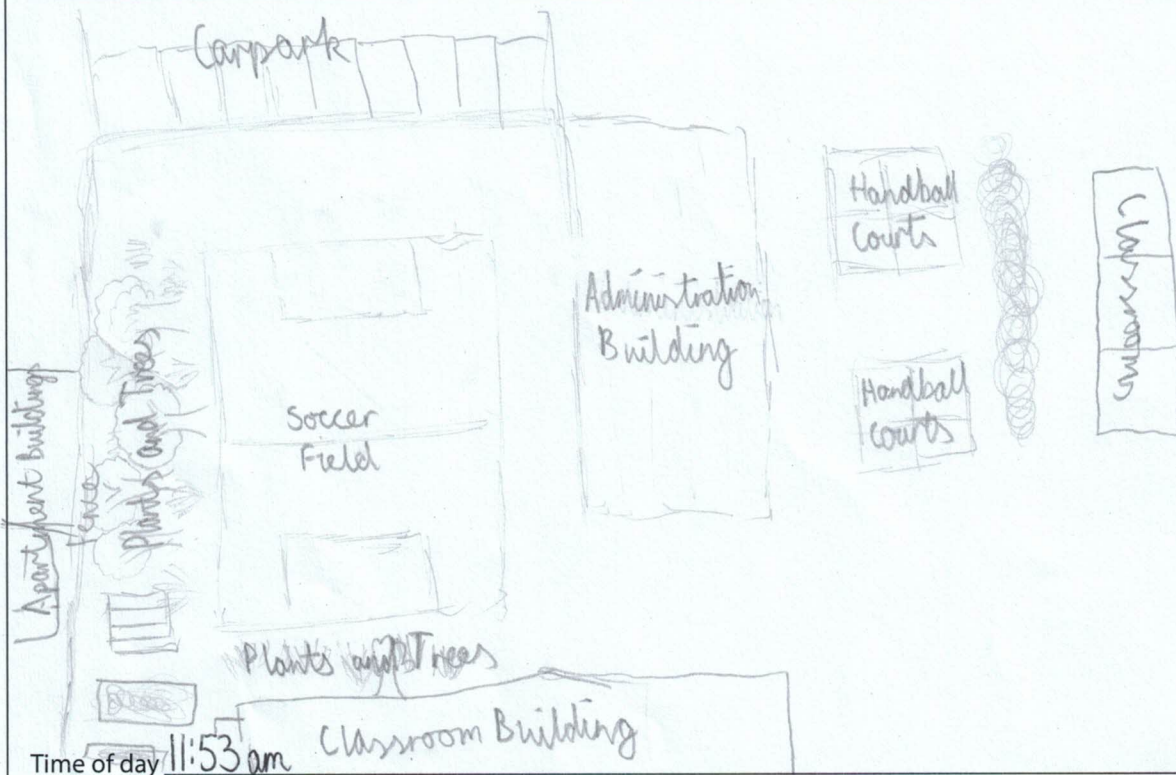 Carpark
Handball
Courts
Classrooms
Administration
Building
Plants and Trees
Soccer
Field
Handball
Courts
Apartment Buildings
Fence
Plants and Trees
Classroom Building
Time of day 11:53 am